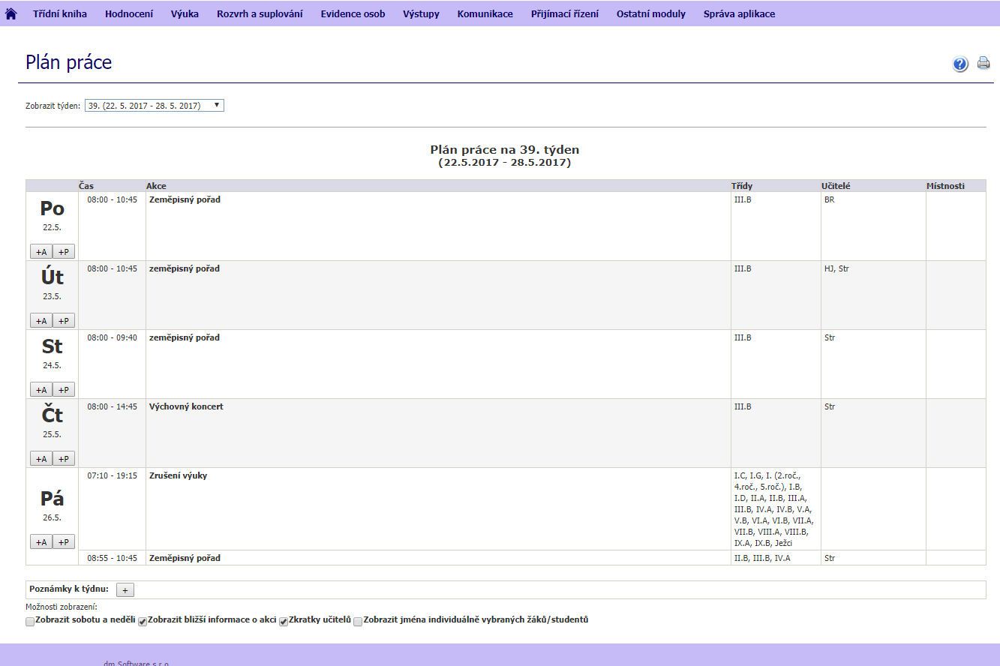 Třídní kniha Hodnocení Výuka Rozvrh a suplování Evidence osob Výstupy Komunikace Přijímací řízení Ostatní moduly Správa aplikace
Plán práce
?
Zobrazit týden: 39. (22. 5. 2017 - 28. 5. 2017)
Plán práce na 39. týden
(22.5.2017 - 28.5.2017)
Čas Akce Třídy Učitelé Místnosti
Po
22.5.
+A +P
08:00 - 10:45 Zeměpisný pořad III.B BR
Út
23.5.
+A +P
08:00 - 10:45 zeměpisný pořad III.B HJ, Str
St
24.5.
+A +P
08:00 - 09:40 zeměpisný pořad III.B Str
Čt
25.5.
+A +P
08:00 - 14:45 Výchovný koncert III.B Str
Pá
26.5.
+A +P
07:10 - 19:15 Zrušení výuky I.C, I.G, I. (2.roč.,
4.roč., 5.roč.), I.B,
I.D, II.A, II.B, III.A,
III.B, IV.A, IV.B, V.A,
V.B, VI.A, VI.B, VII.A,
VII.B, VIII.A, VIII.B,
IX.A, IX.B, Ježci
08:55 - 10:45 Zeměpisný pořad II.B, III.B, IV.A Str
Poznámky k týdnu: +
Možnosti zobrazení:
Zobrazit sobotu a neděli Zobrazit bližší informace o akci Zkratky učitelů Zobrazit jména individuálně vybraných žáků/studentů
dm Software s.r.o.